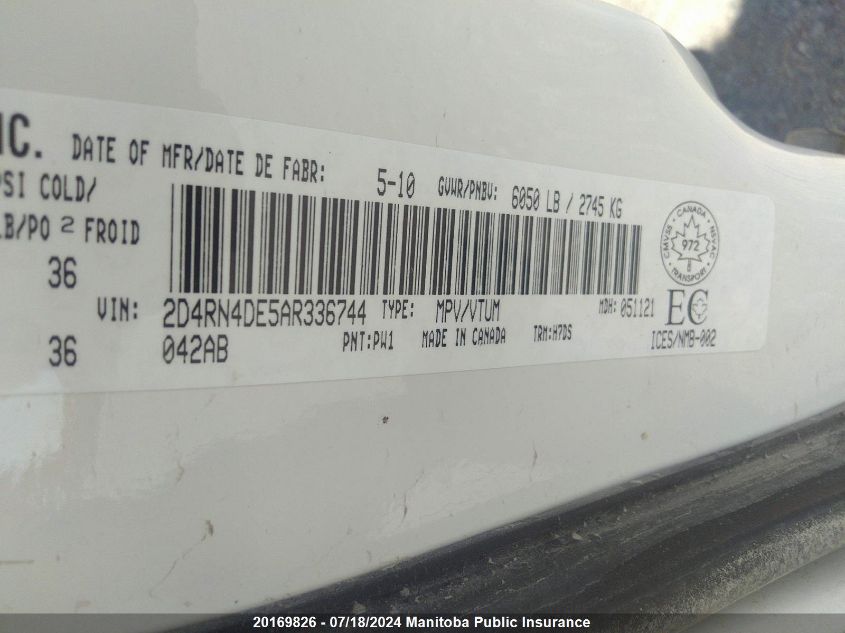 NC. DATE OF MFR/DATE DE FABR: 5-10 GVWR/PNBV: 6050 LB / 2745 KG
PSI COLD/
LB/PO 2 FROID
36
VIN: 2D4RN4DE5AR336744 TYPE: MPV/VTUM MDH: 051121
36 042AB PNT:PW1 MADE IN CANADA TRM:H7DS
CANADA
CMVSS NSVAC
972
TRANSPORT
EC
ICES/NMB-002
20169826 - 07/18/2024 Manitoba Public Insurance